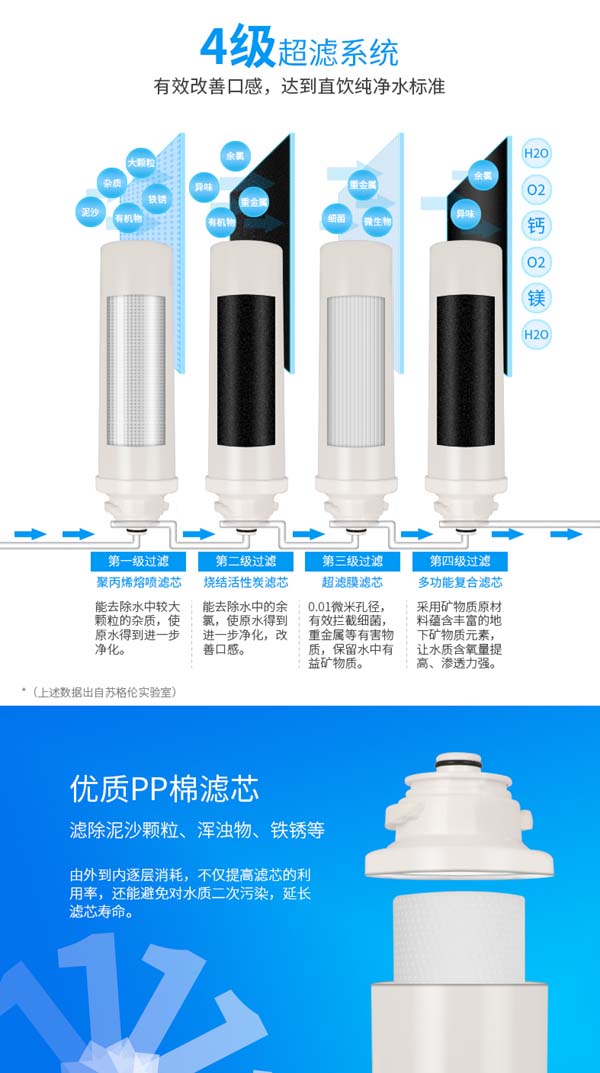 4级超滤系统
有效改善口感，达到直饮纯净水标准
大颗粒
杂质
铁锈
泥沙
有机物
余氯
异味
重金属
有机物
重金属
细菌
微生物
余氯
异味
H2O
O2
钙
O2
镁
H2O
第一级过滤
聚丙烯熔喷滤芯
能去除水中较大
颗粒的杂质，使
原水得到进一步
净化。
第二级过滤
烧结活性炭滤芯
能去除水中的余
氯，使原水得到
进一步净化，改
善口感。
第三级过滤
超滤膜滤芯
0.01微米孔径，
有效拦截细菌，
重金属等有害物
质，保留水中有
益矿物质。
第四级过滤
多功能复合滤芯
采用矿物质原材
料蕴含丰富的地
下矿物质元素，
让水质含氧量提
高、渗透力强。
*（上述数据出自苏格伦实验室）
优质PP棉滤芯
滤除泥沙颗粒、浑浊物、铁锈等
由外到内逐层消耗，不仅提高滤芯的利
用率，还能避免对水质二次污染，延长
滤芯寿命。